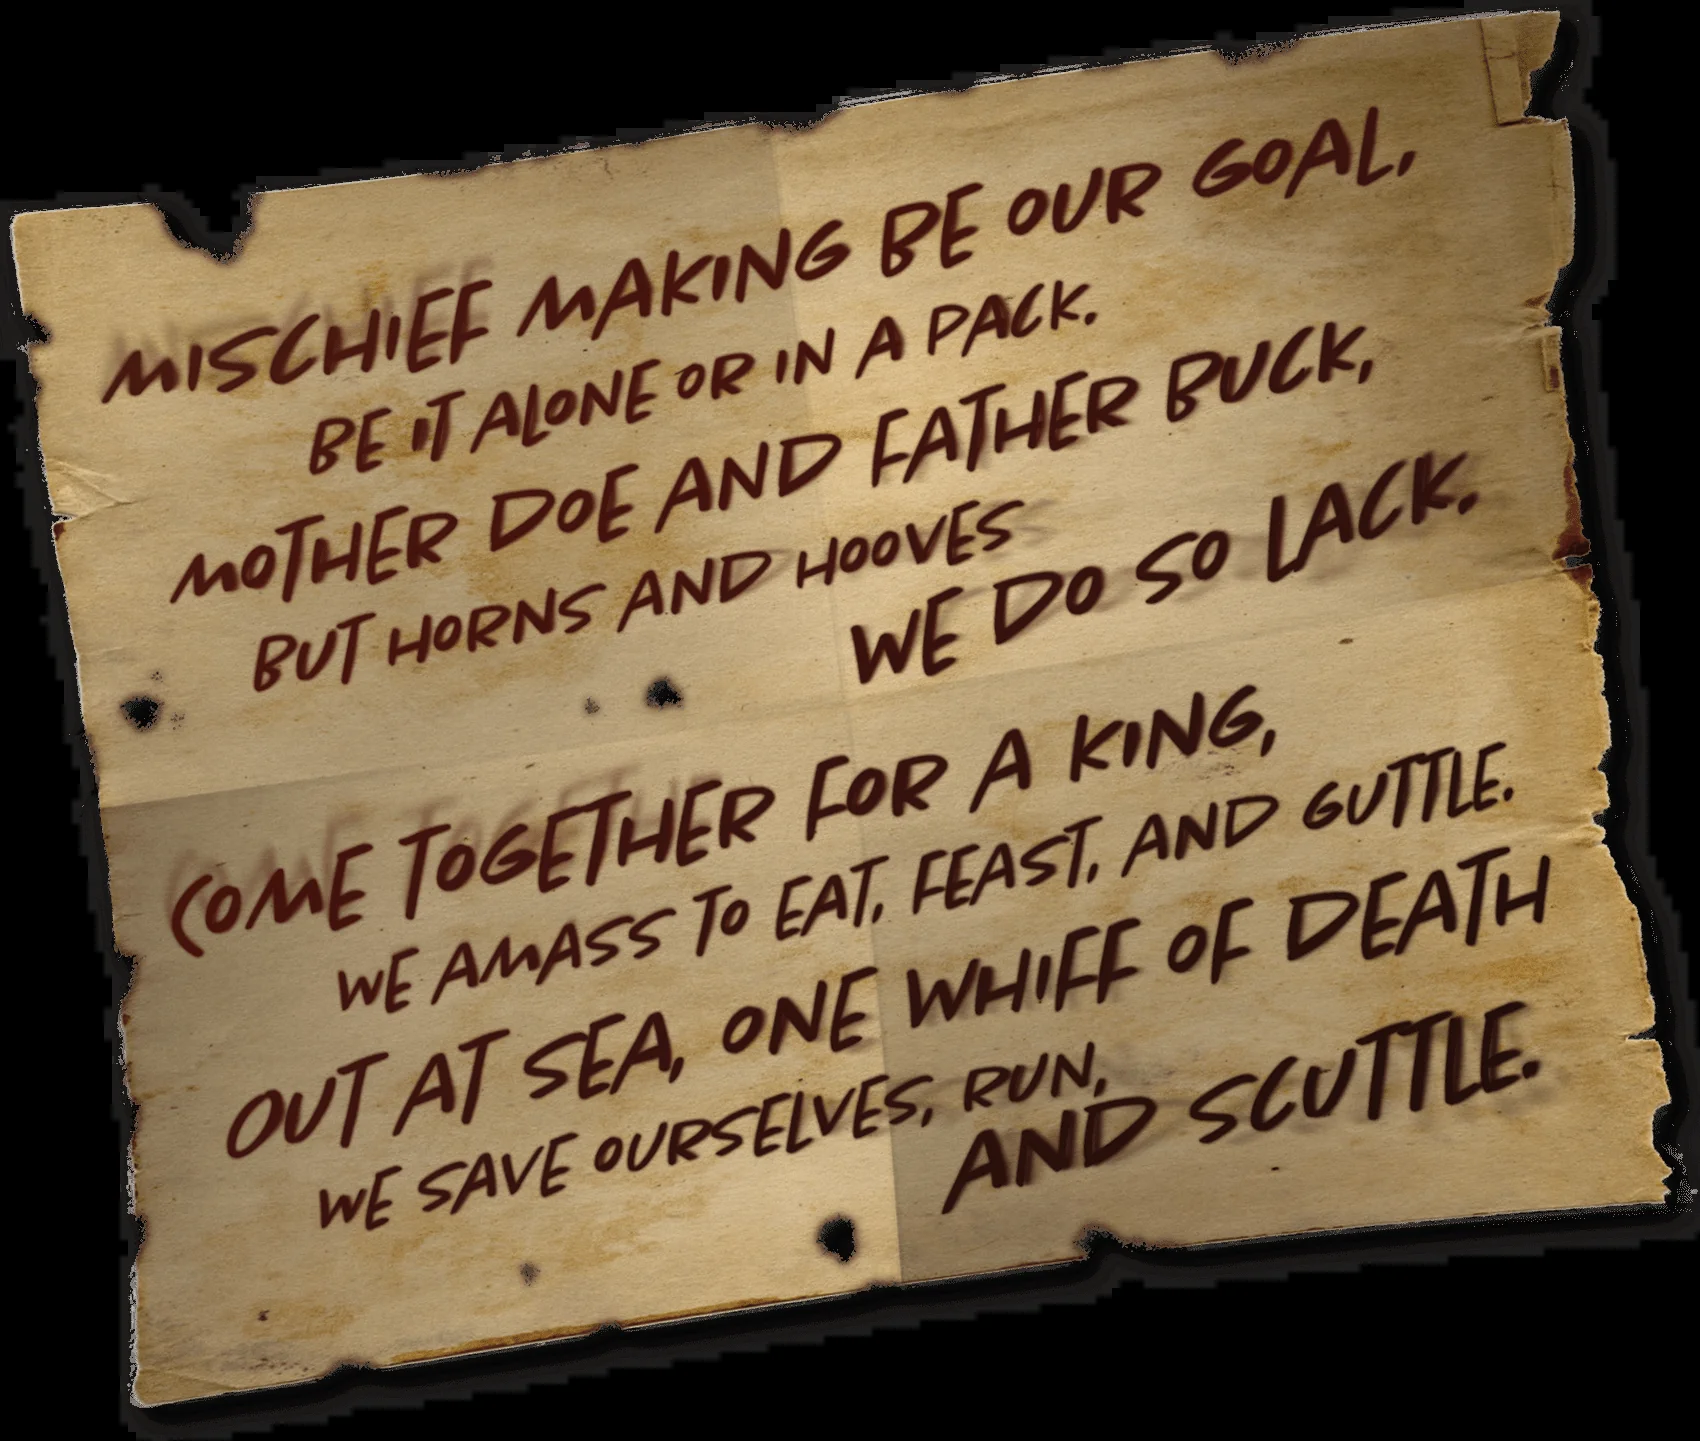 MISCHIEF MAKING BE OUR GOAL,
BE IT ALONE OR IN A PACK.
MOTHER DOE AND FATHER BUCK,
BUT HORNS AND HOOVES
WE DO SO LACK.
COME TOGETHER FOR A KING,
WE AMASS TO EAT, FEAST, AND GUTTLE.
OUT AT SEA, ONE WHIFF OF DEATH
WE SAVE OURSELVES, RUN,
AND SCUTTLE.